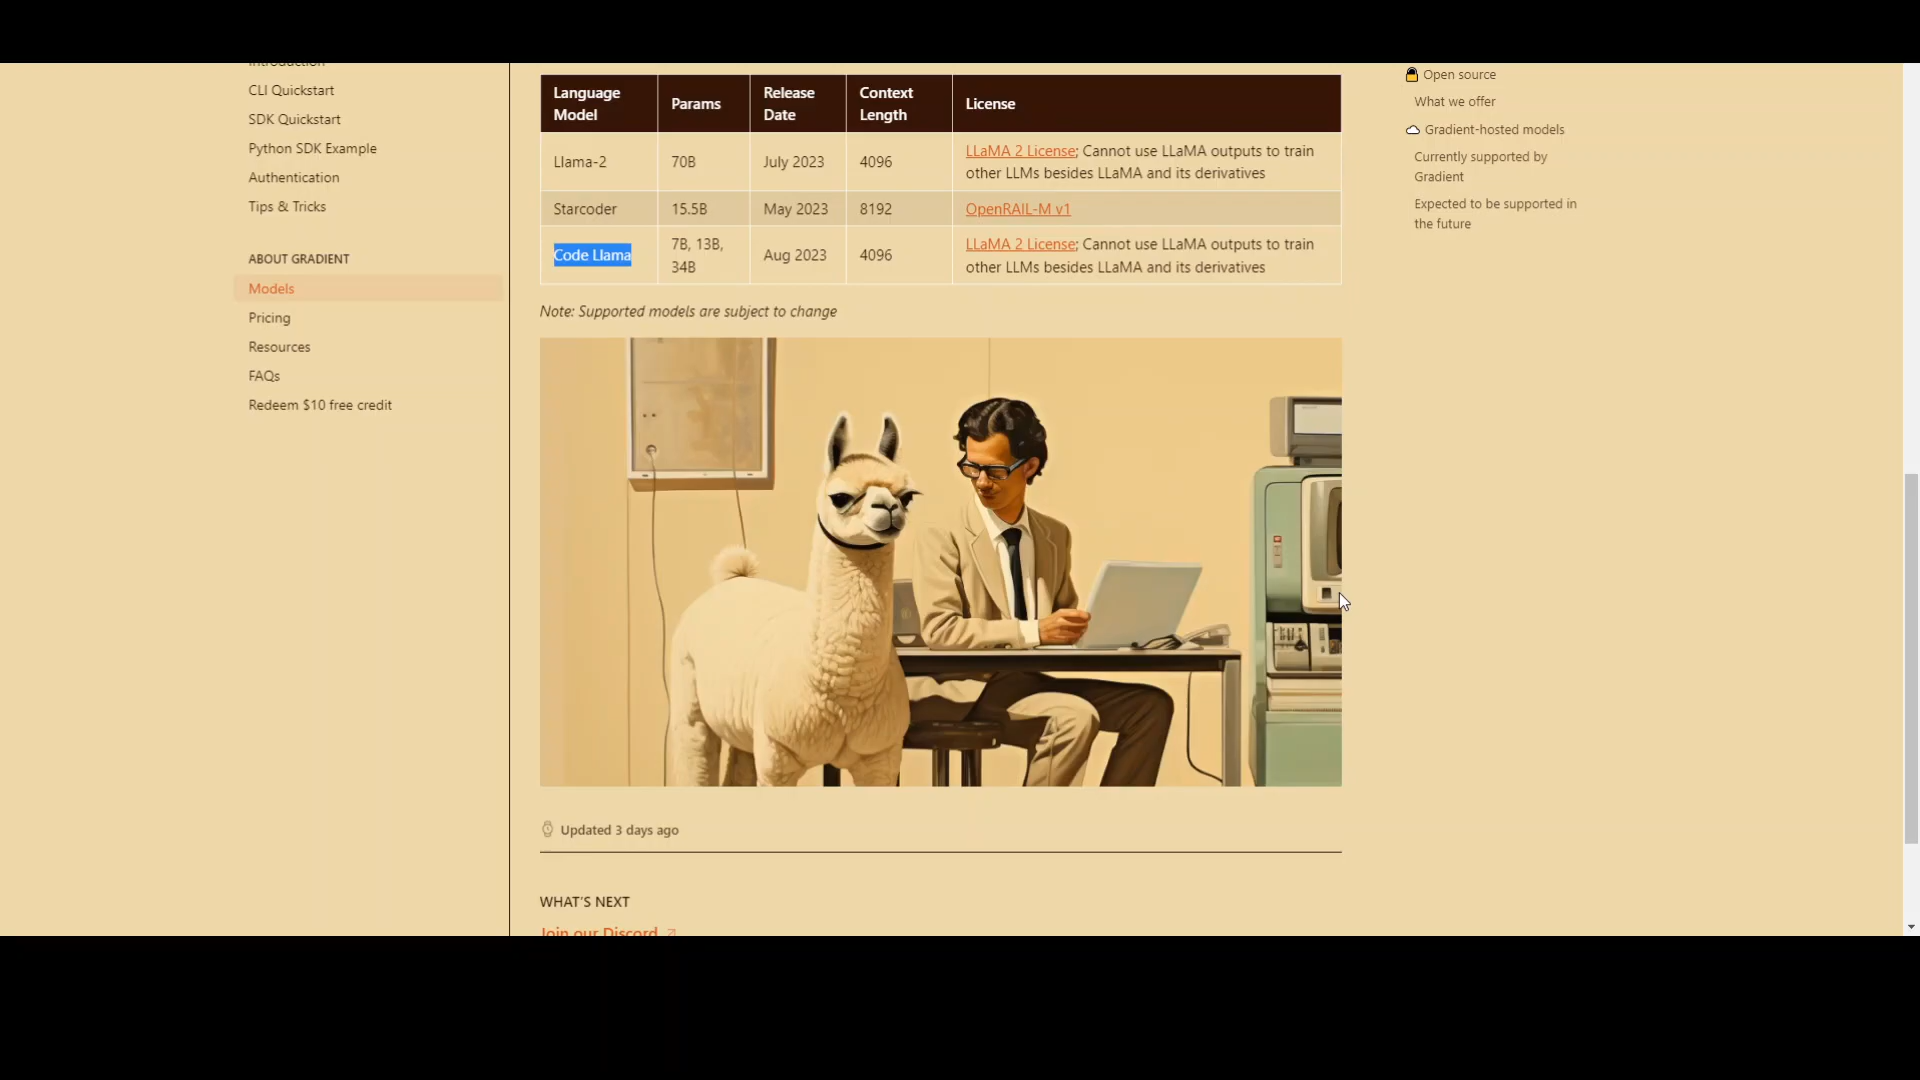 Introduction
CLI Quickstart
SDK Quickstart
Python SDK Example
Authentication
Tips & Tricks
ABOUT GRADIENT
Models
Pricing
Resources
FAQs
Redeem $10 free credit
Language Model
Params
Release Date
Context Length
License
Llama-2
70B
July 2023
4096
LLaMA 2 License; Cannot use LLaMA outputs to train
other LLMs besides LLaMA and its derivatives
Starcoder
15.5B
May 2023
8192
OpenRAIL-M v1
Code Llama
7B, 13B,
34B
Aug 2023
4096
LLaMA 2 License; Cannot use LLaMA outputs to train
other LLMs besides LLaMA and its derivatives
Note: Supported models are subject to change
Updated 3 days ago
WHAT'S NEXT
Join our Discord
Open source
What we offer
Gradient-hosted models
Currently supported by
Gradient
Expected to be supported in
the future